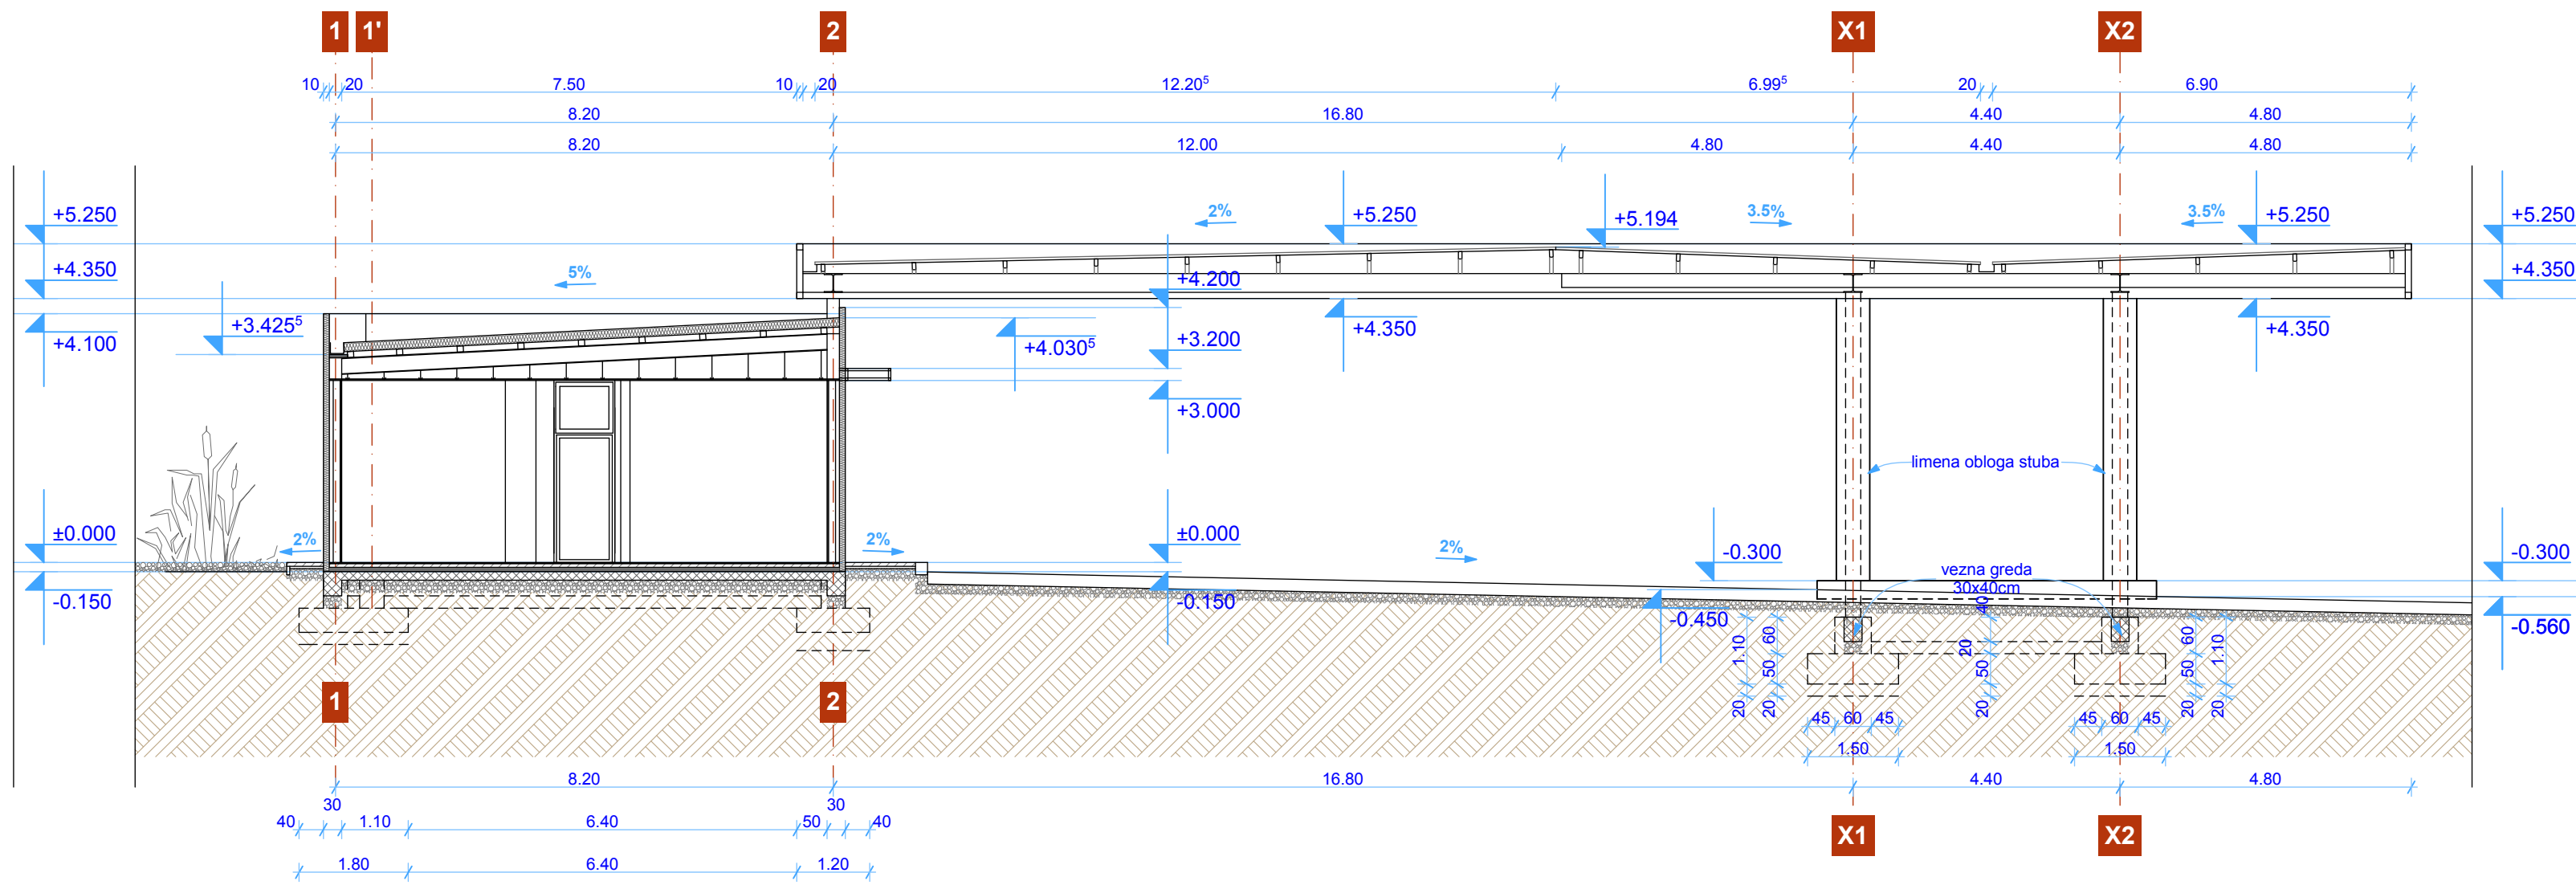 1 1' 2 X1 X2
10 20 7.50 10 20 12.20⁵ 6.99⁵ 20 6.90
8.20 16.80 4.40 4.80
8.20 12.00 4.80 4.40 4.80
+5.250 2% +5.250 +5.194 3.5% 3.5% +5.250 +5.250
+4.350 5% +4.200 +4.350
+3.425⁵ +4.100 +4.030⁵ +3.200 +4.350 +4.350
+3.000
limena obloga stuba
±0.000 2% 2% ±0.000 2% -0.300 -0.300
vezna greda
30x40cm
-0.150 -0.150 -0.450 -0.560
1.10 60 40 60 1.10
50 20 50 50
20 20 20 20 20
1 2
45 60 45 45 60 45
1.50 1.50
8.20 16.80 4.40 4.80
30 30
40 1.10 6.40 50 40
X1 X2
1.80 6.40 1.20